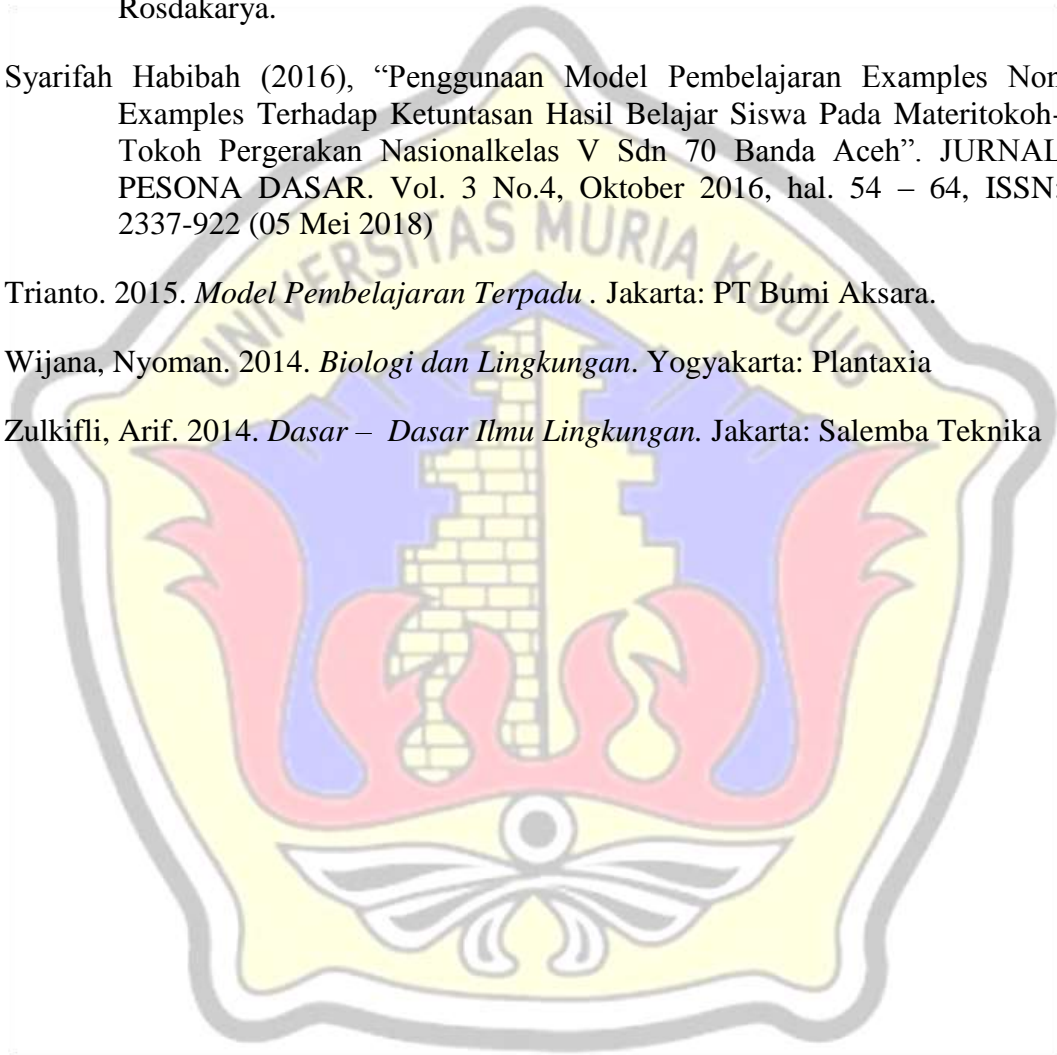 Rosdakarya.
Syarifah Habibah (2016), “Penggunaan Model Pembelajaran Examples Non
Examples Terhadap Ketuntasan Hasil Belajar Siswa Pada Materitokoh-
Tokoh Pergerakan Nasionalkelas V Sdn 70 Banda Aceh”. JURNAL
PESONA DASAR. Vol. 3 No.4, Oktober 2016, hal. 54 – 64, ISSN:
2337-922 (05 Mei 2018)
UNIVERSITAS MURIA KUDUS
Trianto. 2015. Model Pembelajaran Terpadu . Jakarta: PT Bumi Aksara.
Wijana, Nyoman. 2014. Biologi dan Lingkungan. Yogyakarta: Plantaxia
Zulkifli, Arif. 2014. Dasar – Dasar Ilmu Lingkungan. Jakarta: Salemba Teknika